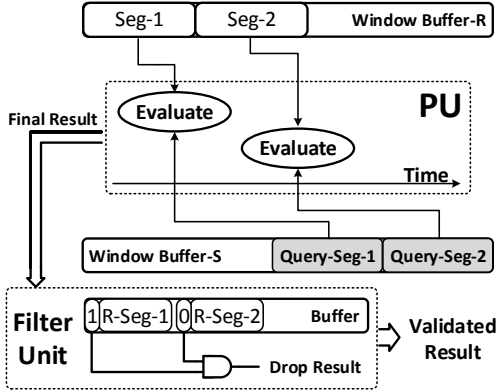 Seg-1 Seg-2 Window Buffer-R
PU
Final Result
Evaluate
Evaluate
Time
Window Buffer-S Query-Seg-1 Query-Seg-2
Filter Unit
1 R-Seg-1 0 R-Seg-2 Buffer
Drop Result
Validated
Result